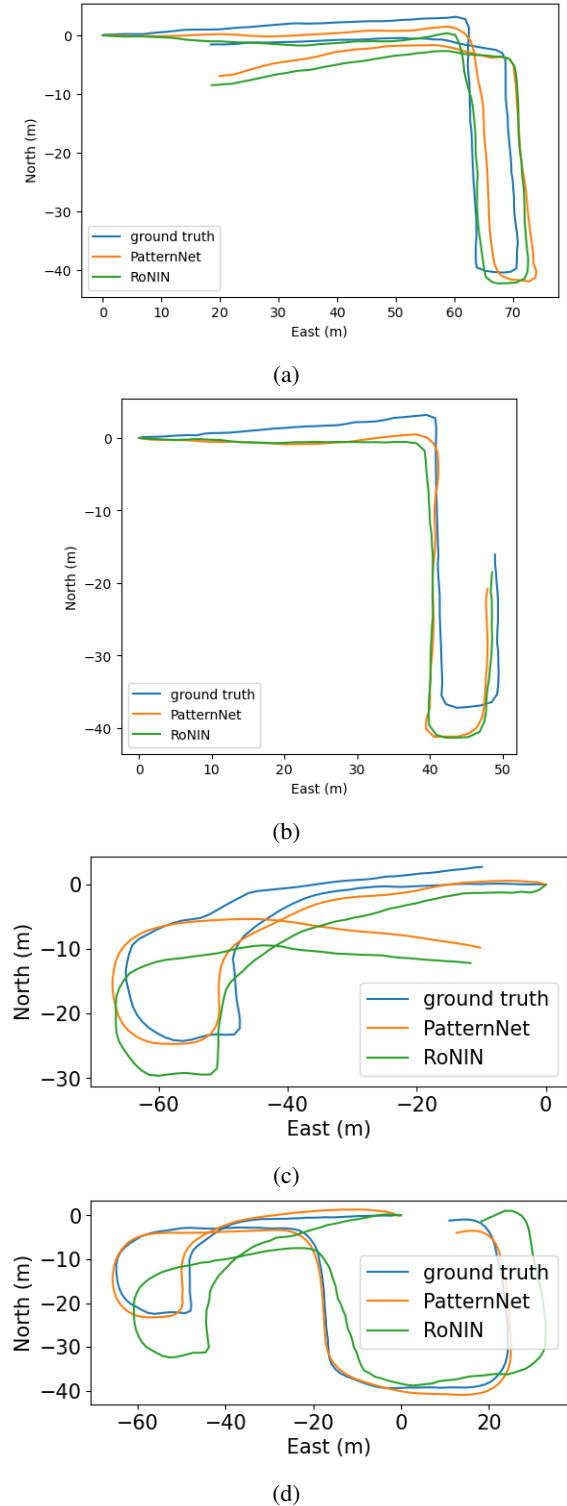 0
−10
−20
−30
−40
North (m)
ground truth
PatternNet
RoNIN
0 10 20 30 40 50 60 70
East (m)
(a)
0
−10
−20
−30
−40
North (m)
ground truth
PatternNet
RoNIN
0 10 20 30 40 50
East (m)
(b)
0
−10
−20
−30
North (m)
ground truth
PatternNet
RoNIN
−60 −40 −20 0
East (m)
(c)
0
−10
−20
−30
−40
North (m)
ground truth
PatternNet
RoNIN
−60 −40 −20 0 20
East (m)
(d)